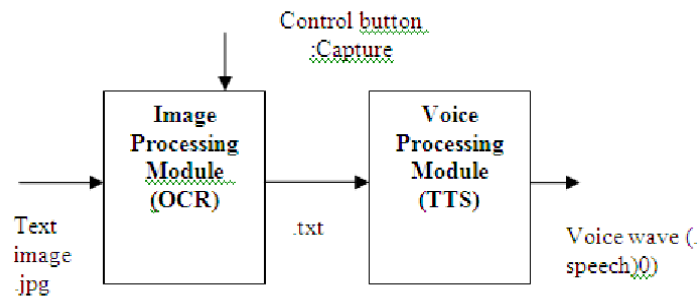 Control button
:Capture
Image
Processing
Module
(OCR)
Voice
Processing
Module
(TTS)
Text
image
.jpg
.txt
Voice wave (.
speech)0)